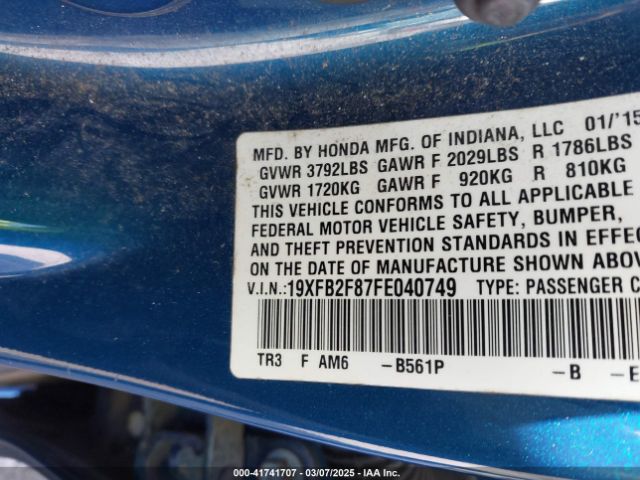 MFD. BY HONDA MFG. OF INDIANA, LLC 01/'15
GVWR 3792LBS GAWR F 2029LBS R 1786LBS
GVWR 1720KG GAWR F 920KG R 810KG
THIS VEHICLE CONFORMS TO ALL APPLICABLE
FEDERAL MOTOR VEHICLE SAFETY, BUMPER,
AND THEFT PREVENTION STANDARDS IN EFFEC
ON THE DATE OF MANUFACTURE SHOWN ABOV
V.I.N.:19XFB2F87FE040749 TYPE: PASSENGER C
TR3 F AM6 -B561P -B -E
000-41741707 — 03/07/2025 — IAA Inc.